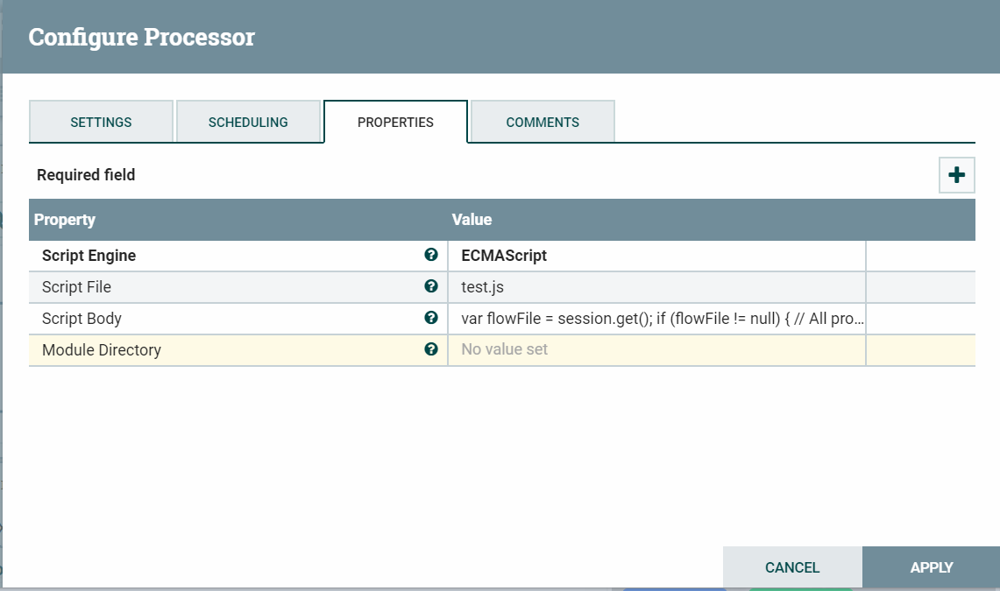 Configure Processor
SETTINGS SCHEDULING PROPERTIES COMMENTS
Required field
Property Value
Script Engine ECMAScript
Script File test.js
Script Body var flowFile = session.get(); if (flowFile != null) { // All pro...
Module Directory No value set
CANCEL APPLY